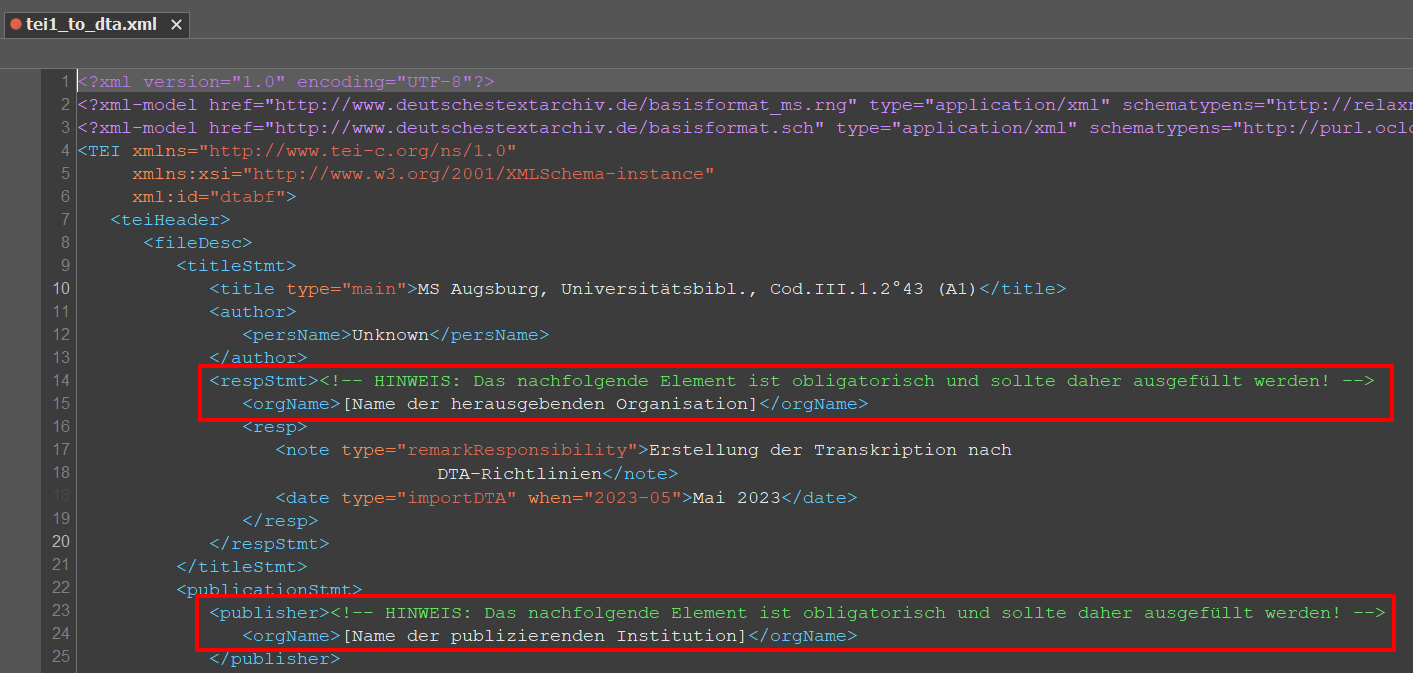 tei1_to_dta.xml ×
1 <?xml version="1.0" encoding="UTF-8"?>
2 <?xml-model href="http://www.deutschestextarchiv.de/basisformat_ms.rng" type="application/xml" schematypens="http://relaxn
3 <?xml-model href="http://www.deutschestextarchiv.de/basisformat.sch" type="application/xml" schematypens="http://purl.oclc
4 <TEI xmlns="http://www.tei-c.org/ns/1.0"
5 xmlns:xsi="http://www.w3.org/2001/XMLSchema-instance"
6 xml:id="dtabf">
7 <teiHeader>
8 <fileDesc>
9 <titleStmt>
10 <title type="main">MS Augsburg, Universitätsbibl., Cod.III.1.2°43 (A1)</title>
11 <author>
12 <persName>Unknown</persName>
13 </author>
14 <respStmt><!-- HINWEIS: Das nachfolgende Element ist obligatorisch und sollte daher ausgefüllt werden! -->
15 <orgName>[Name der herausgebenden Organisation]</orgName>
16 <resp>
17 <note type="remarkResponsibility">Erstellung der Transkription nach
18 DTA-Richtlinien</note>
18 <date type="importDTA" when="2023-05">Mai 2023</date>
19 </resp>
20 </respStmt>
21 </titleStmt>
22 <publicationStmt>
23 <publisher><!-- HINWEIS: Das nachfolgende Element ist obligatorisch und sollte daher ausgefüllt werden! -->
24 <orgName>[Name der publizierenden Institution]</orgName>
25 </publisher>